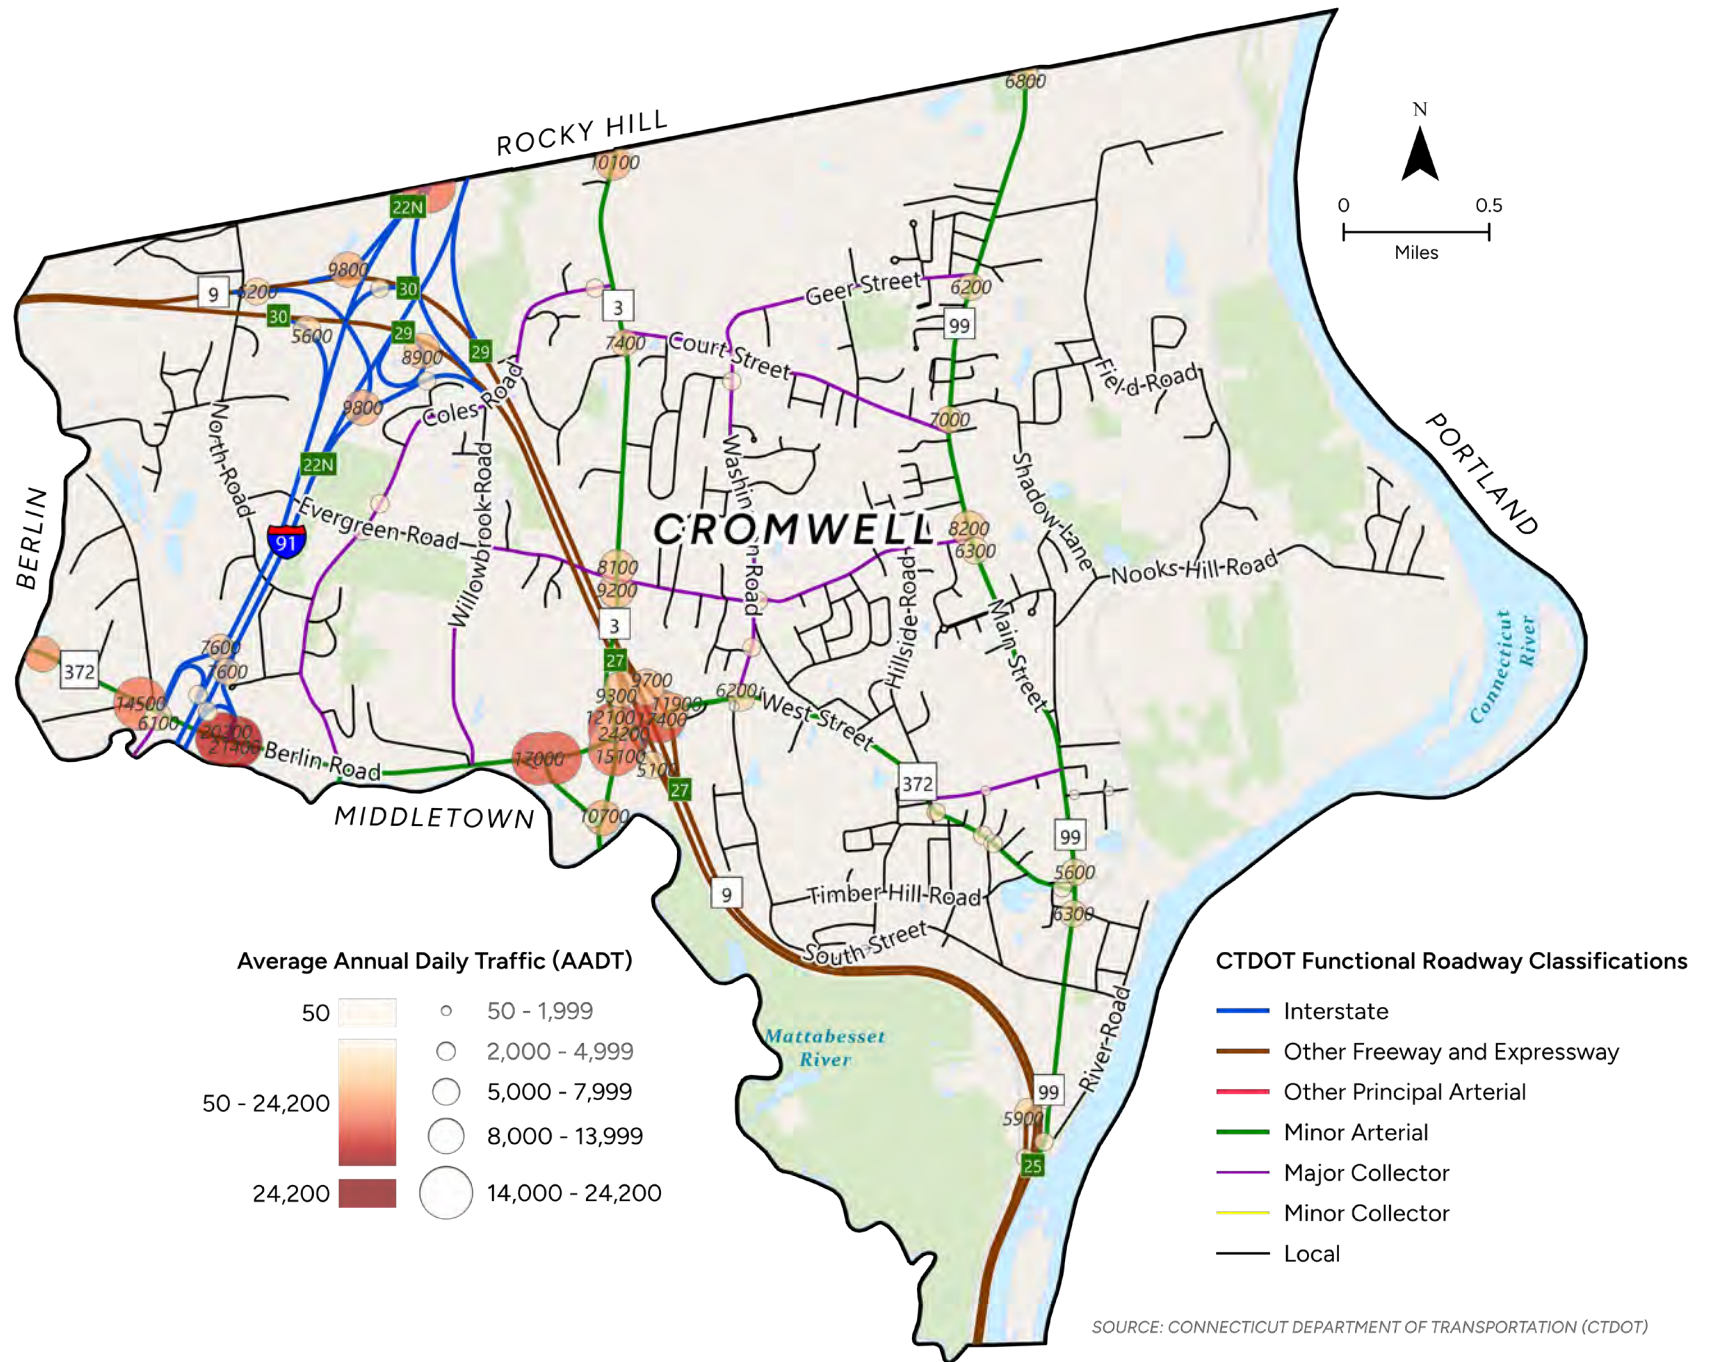 6800
ROCKY HILL
10100
N
0 0.5
Miles
22N
9800
9
6200
30
30
3
Geer Street
6200
99
5600
29
8900
29
7400
Court Street
Field-Road
9800
Coles Road
7000
PORTLAND
North-Road
22N
Willowbrook-Road
Shadow-Lane
BERLIN
91
Evergreen-Road
CROMWELL
8200
6300
8100
9200
Nooks-Hill-Road
Hillside-Road
3
Main-Street
Connecticut
River
7600
7600
372
27
9700
9300
11900
6200
West-Street
14500
6100
12100
17400
20300
21400
24200
Berlin Road
17000
15100
5100
27
372
MIDDLETOWN
10700
99
5600
9
Timber-Hill-Road
6300
South-Street
Mattabesset
River
River-Road
99
5900
25
Average Annual Daily Traffic (AADT)
50
50 - 24,200
24,200
50 - 1,999
2,000 - 4,999
5,000 - 7,999
8,000 - 13,999
14,000 - 24,200
CTDOT Functional Roadway Classifications
Interstate
Other Freeway and Expressway
Other Principal Arterial
Minor Arterial
Major Collector
Minor Collector
Local
SOURCE: CONNECTICUT DEPARTMENT OF TRANSPORTATION (CTDOT)